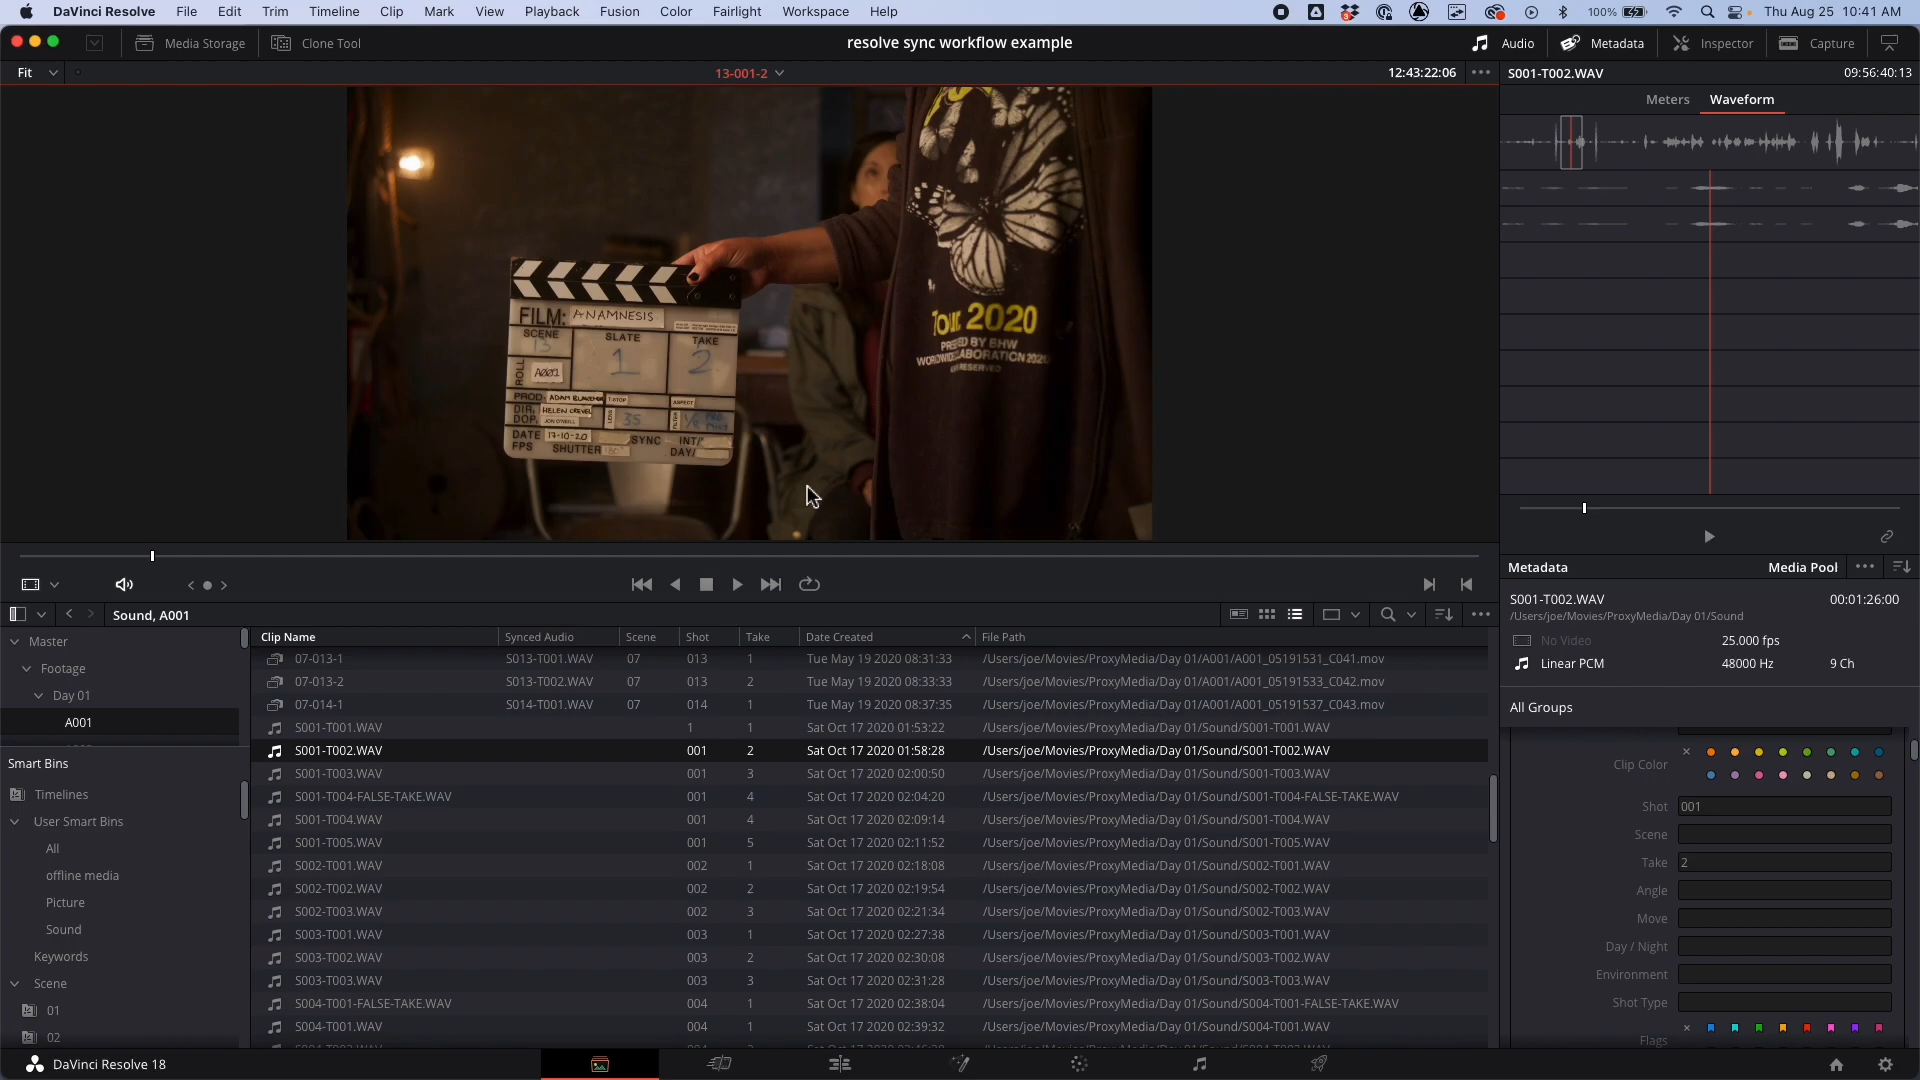 DaVinci Resolve File Edit Trim Timeline Clip Mark View Playback Fusion Color Fairlight Workspace Help 100% Thu Aug 25 10:41 AM
Media Storage Clone Tool resolve sync workflow example Audio Metadata Inspector Capture
Fit 13-001-2 12:43:22:06 S001-T002.WAV 09:56:40:13
Meters Waveform
FILM: ANAMNESIS
SCENE SLATE TAKE
13 1 2
ROLL A001
PROD:
DIR. HELEN
DOP. 35 1/8
DATE 17-10-20 SYNC INT/
FPS SHUTTER 180° DAY/
TOUR 2020
Metadata Media Pool
Sound, A001
S001-T002.WAV 00:01:26:00
/Users/joe/Movies/ProxyMedia/Day 01/Sound
No Video 25.000 fps
Linear PCM 48000 Hz 9 Ch
All Groups
Clip Color
Shot 001
Scene
Take 2
Angle
Move
Day / Night
Environment
Shot Type
Flags
Master
Footage
Day 01
A001
Smart Bins
Timelines
User Smart Bins
All
offline media
Picture
Sound
Keywords
Scene
01
02
Clip Name Synced Audio Scene Shot Take Date Created File Path
07-013-1 S013-T001.WAV 07 013 1 Tue May 19 2020 08:31:33 /Users/joe/Movies/ProxyMedia/Day 01/A001/A001_05191531_C041.mov
07-013-2 S013-T002.WAV 07 013 2 Tue May 19 2020 08:33:33 /Users/joe/Movies/ProxyMedia/Day 01/A001/A001_05191533_C042.mov
07-014-1 S014-T001.WAV 07 014 1 Tue May 19 2020 08:37:35 /Users/joe/Movies/ProxyMedia/Day 01/A001/A001_05191537_C043.mov
S001-T001.WAV 1 1 Sat Oct 17 2020 01:53:22 /Users/joe/Movies/ProxyMedia/Day 01/Sound/S001-T001.WAV
S001-T002.WAV 001 2 Sat Oct 17 2020 01:58:28 /Users/joe/Movies/ProxyMedia/Day 01/Sound/S001-T002.WAV
S001-T003.WAV 001 3 Sat Oct 17 2020 02:00:50 /Users/joe/Movies/ProxyMedia/Day 01/Sound/S001-T003.WAV
S001-T004-FALSE-TAKE.WAV 001 4 Sat Oct 17 2020 02:04:20 /Users/joe/Movies/ProxyMedia/Day 01/Sound/S001-T004-FALSE-TAKE.WAV
S001-T004.WAV 001 4 Sat Oct 17 2020 02:09:14 /Users/joe/Movies/ProxyMedia/Day 01/Sound/S001-T004.WAV
S001-T005.WAV 001 5 Sat Oct 17 2020 02:11:52 /Users/joe/Movies/ProxyMedia/Day 01/Sound/S001-T005.WAV
S002-T001.WAV 002 1 Sat Oct 17 2020 02:18:08 /Users/joe/Movies/ProxyMedia/Day 01/Sound/S002-T001.WAV
S002-T002.WAV 002 2 Sat Oct 17 2020 02:19:54 /Users/joe/Movies/ProxyMedia/Day 01/Sound/S002-T002.WAV
S002-T003.WAV 002 3 Sat Oct 17 2020 02:21:34 /Users/joe/Movies/ProxyMedia/Day 01/Sound/S002-T003.WAV
S003-T001.WAV 003 1 Sat Oct 17 2020 02:27:38 /Users/joe/Movies/ProxyMedia/Day 01/Sound/S003-T001.WAV
S003-T002.WAV 003 2 Sat Oct 17 2020 02:30:08 /Users/joe/Movies/ProxyMedia/Day 01/Sound/S003-T002.WAV
S003-T003.WAV 003 3 Sat Oct 17 2020 02:31:28 /Users/joe/Movies/ProxyMedia/Day 01/Sound/S003-T003.WAV
S004-T001-FALSE-TAKE.WAV 004 1 Sat Oct 17 2020 02:38:04 /Users/joe/Movies/ProxyMedia/Day 01/Sound/S004-T001-FALSE-TAKE.WAV
S004-T001.WAV 004 1 Sat Oct 17 2020 02:39:32 /Users/joe/Movies/ProxyMedia/Day 01/Sound/S004-T001.WAV
DaVinci Resolve 18